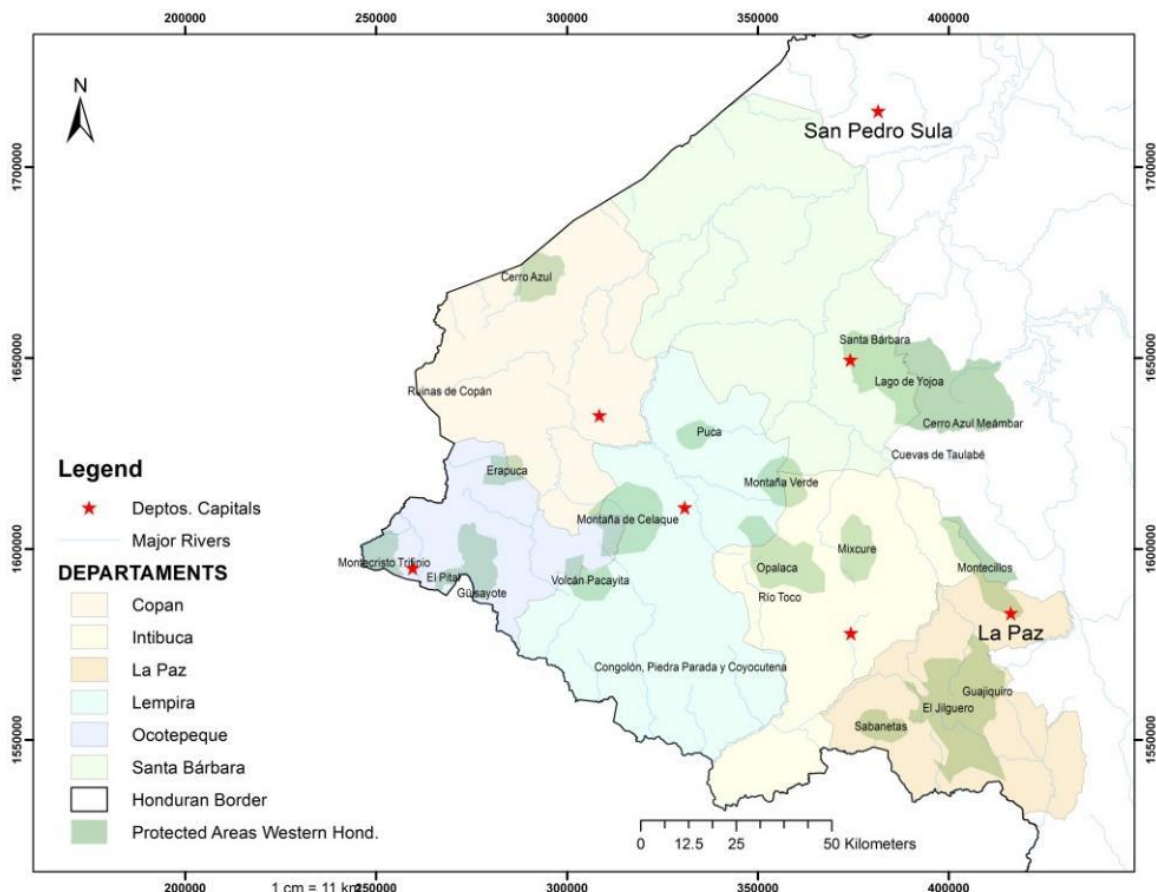 200000 250000 300000 350000 400000
N
San Pedro Sula
1700000 1700000
Cerro Azul
Santa Bárbara
1650000 1650000
Lago de Yojoa
Ruinas de Copán
Cerro Azul Meámbar
Puca
Cuevas de Taulabé
Legend
Erapuca
Montaña Verde
Deptos. Capitals
Montaña de Celaque
Major Rivers
1600000 1600000
Mixcure
Montecristo Trifinio
Opalaca
Montecillos
DEPARTAMENTS
El Pital
Volcán Pacayita
Güisayote
Río Toco
Copan
Intibuca
La Paz
La Paz
Congolón, Piedra Parada y Coyocutena
Lempira
Guajiquiro
El Jilguero
Ocotepeque
Sabanetas
1550000 1550000
Santa Bárbara
Honduran Border
Protected Areas Western Hond.
0 12.5 25 50 Kilometers
1 cm = 11 km
200000 250000 300000 350000 400000